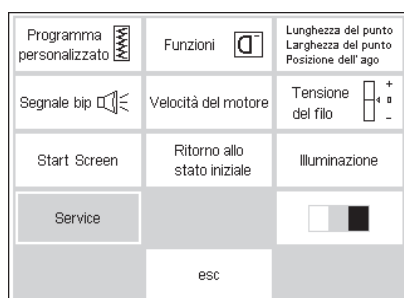 Programma
personalizzato
Funzioni
Lunghezza del punto
Larghezza del punto
Posizione dell'ago
Segnale bip
Velocità del motore
Tensione
del filo
+
-
Start Screen
Ritorno allo
stato iniziale
Illuminazione
Service
esc